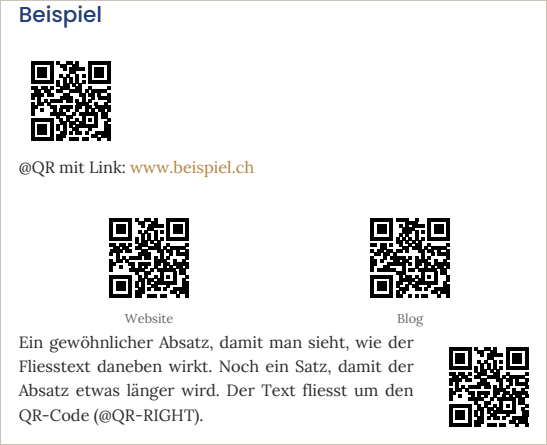 Beispiel
@QR mit Link: www.beispiel.ch
Website
Blog
Ein gewöhnlicher Absatz, damit man sieht, wie der
Fliesstext daneben wirkt. Noch ein Satz, damit der
Absatz etwas länger wird. Der Text fliesst um den
QR-Code (@QR-RIGHT).